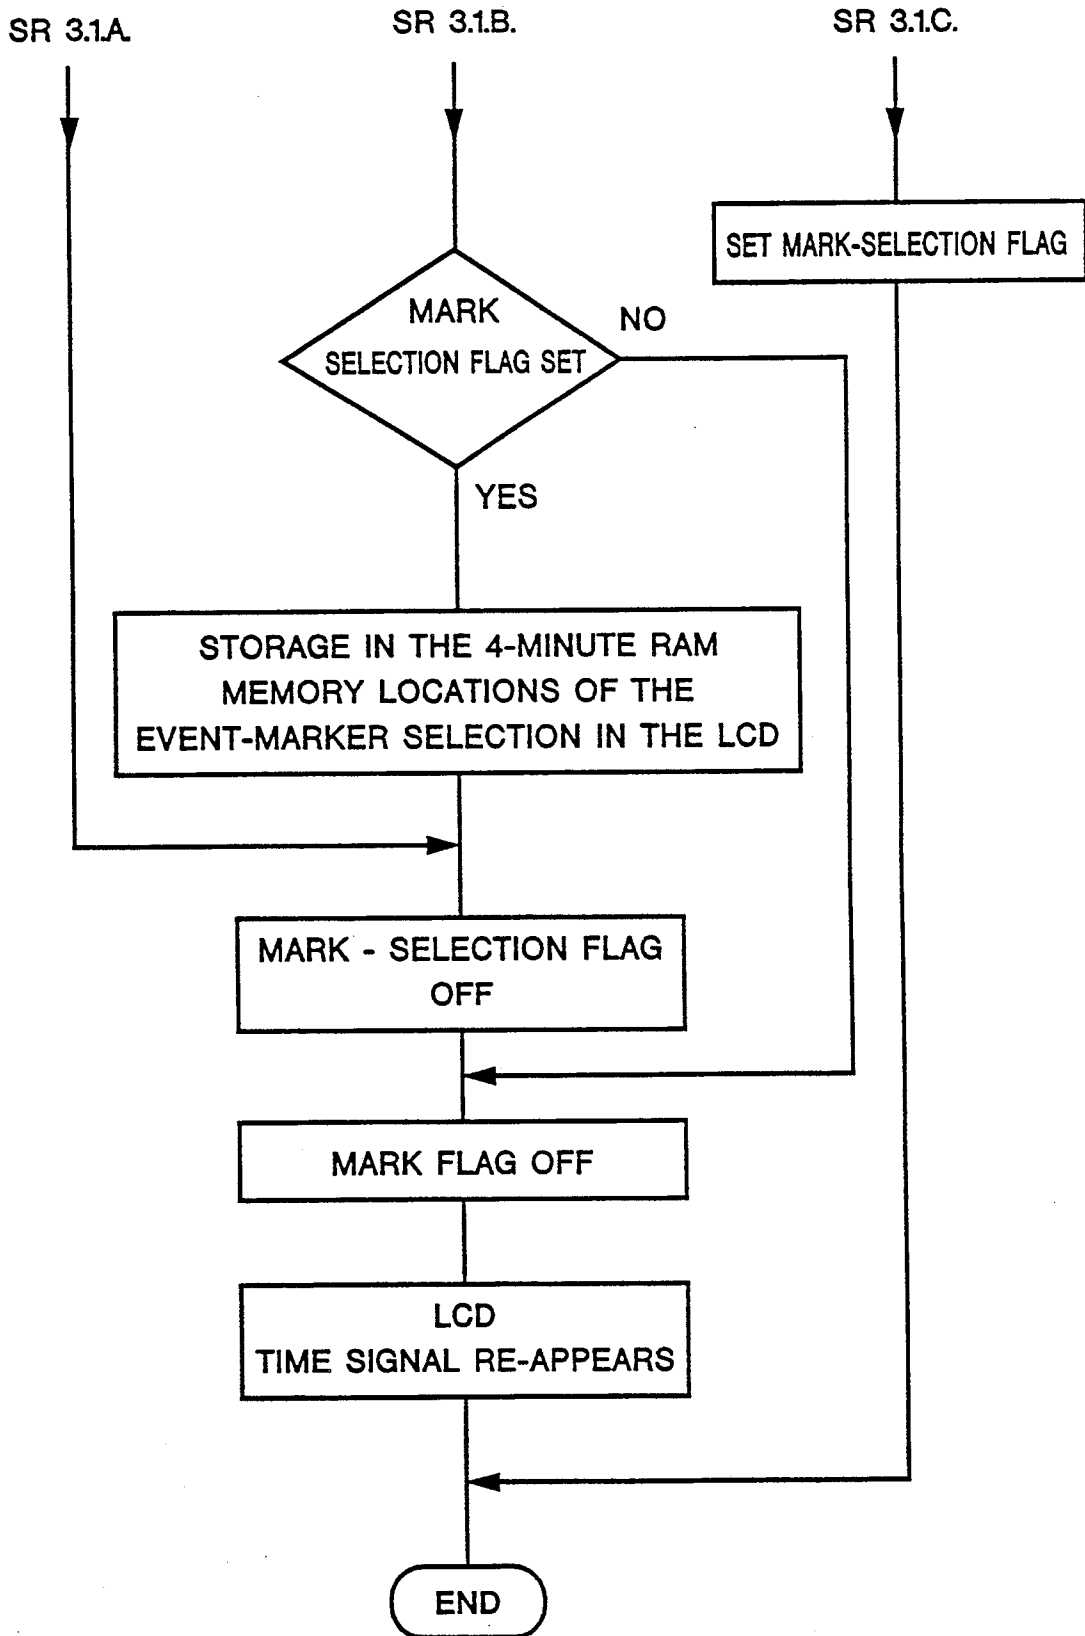 SR 3.1.A.
SR 3.1.B.
SR 3.1.C.
SET MARK-SELECTION FLAG
MARK
SELECTION FLAG SET
NO
YES
STORAGE IN THE 4-MINUTE RAM
MEMORY LOCATIONS OF THE
EVENT-MARKER SELECTION IN THE LCD
MARK - SELECTION FLAG
OFF
MARK FLAG OFF
LCD
TIME SIGNAL RE-APPEARS
END